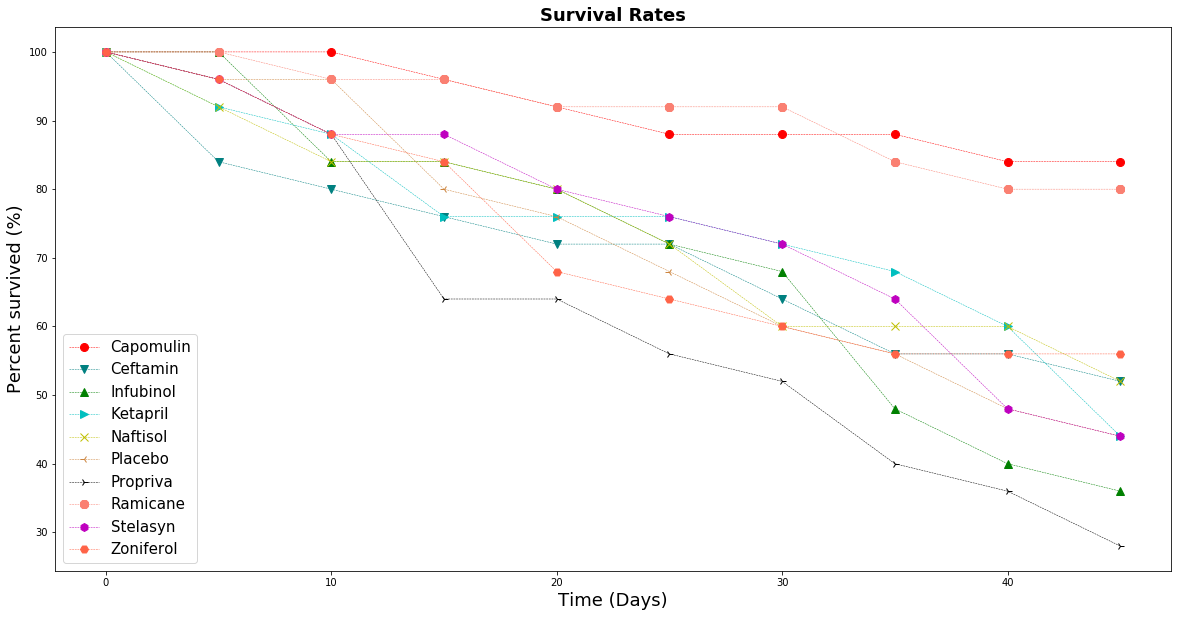 Survival Rates
Percent survived (%)
100
90
80
70
60
50
40
30
Capomulin
Ceftamin
Infubinol
Ketapril
Naftisol
Placebo
Propriva
Ramicane
Stelasyn
Zoniferol
0 10 20 30 40
Time (Days)